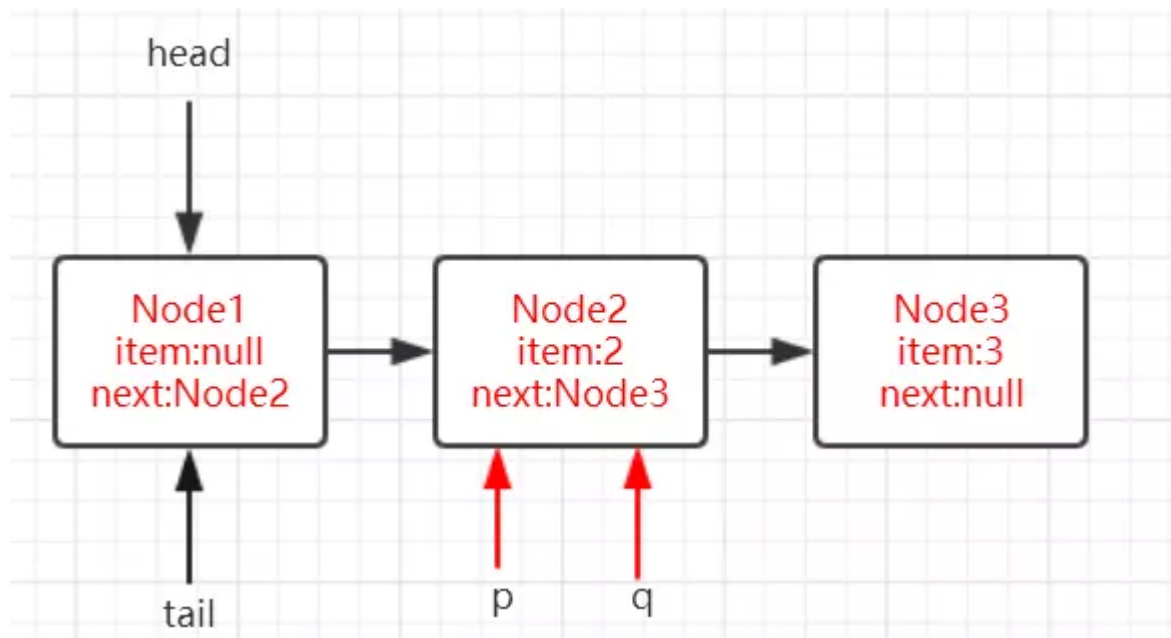 head
Node1
item:null
next:Node2
Node2
item:2
next:Node3
Node3
item:3
next:null
tail
p
q